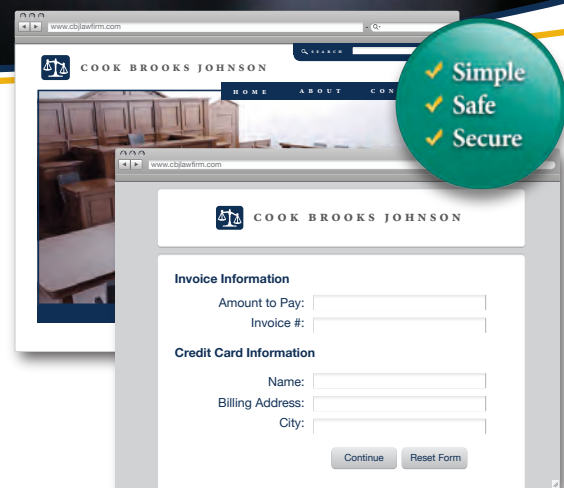 www.cbjlawfirm.com
Q
SEARCH
COOK BROOKS JOHNSON
HOME ABOUT
Simple
Safe
Secure
www.cbjlawfirm.com
COOK BROOKS JOHNSON
Invoice Information
Amount to Pay:
Invoice #:
Credit Card Information
Name:
Billing Address:
City:
Continue Reset Form